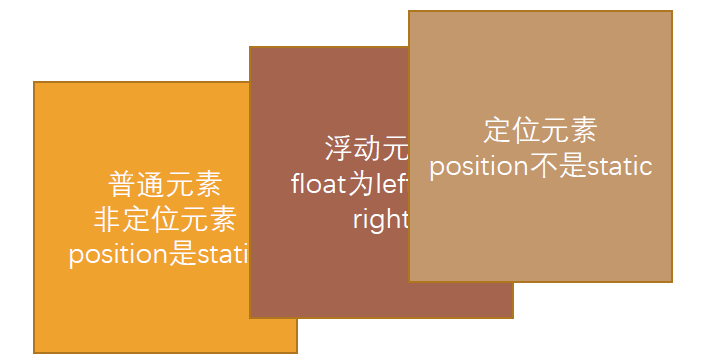 普通元素
非定位元素
position是stati
浮动元
float为left
right
定位元素
position不是static